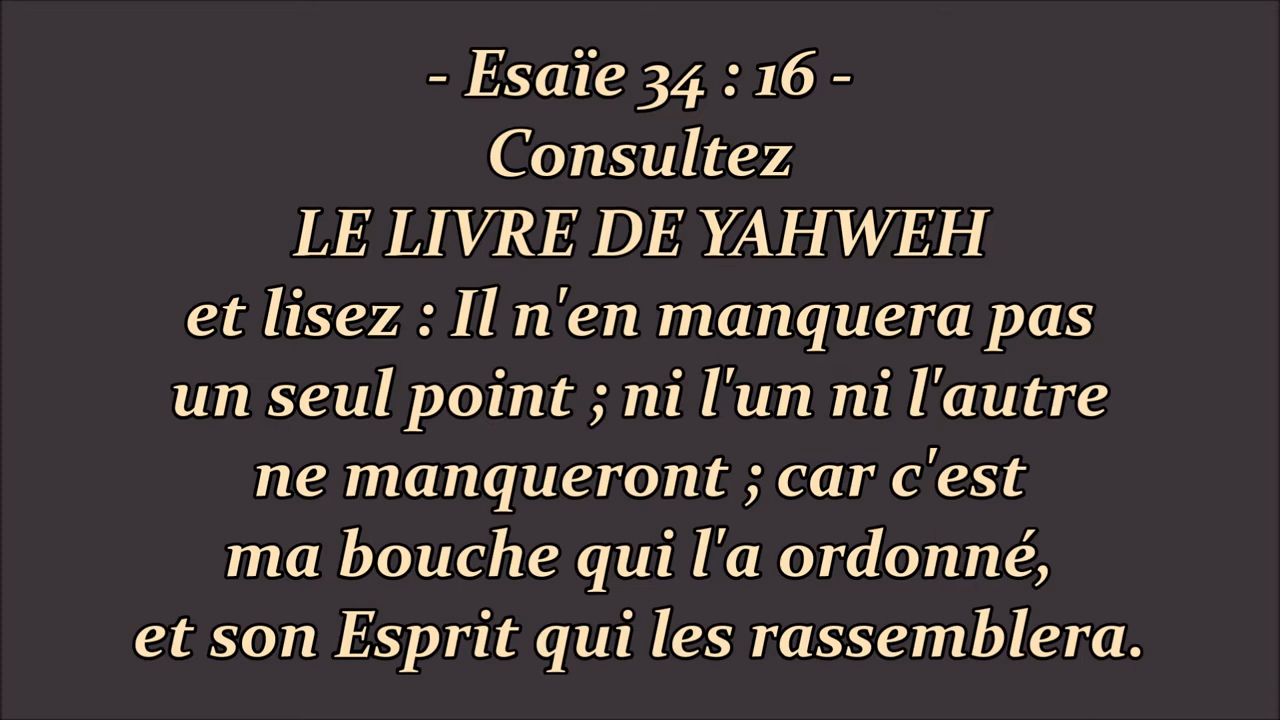 - Esaïe 34 : 16 -
Consultez
LE LIVRE DE YAHWEH
et lisez : Il n'en manquera pas
un seul point ; ni l'un ni l'autre
ne manqueront ; car c'est
ma bouche qui l'a ordonné,
et son Esprit qui les rassemblera.